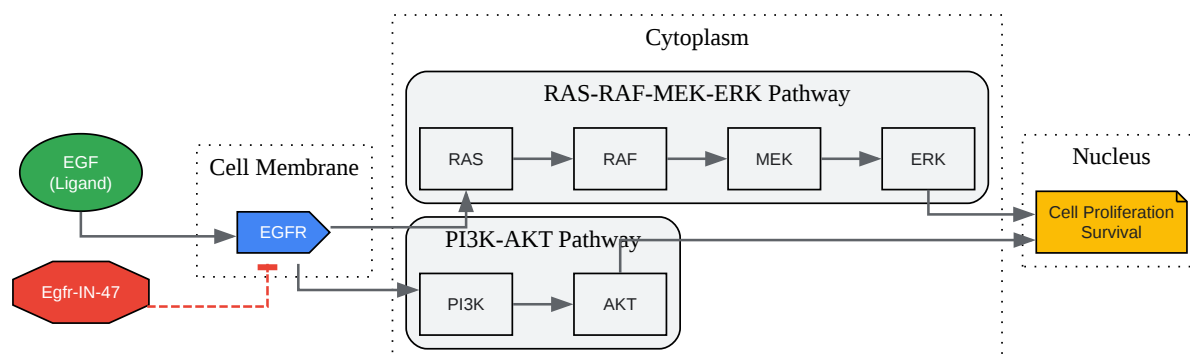 Cytoplasm
RAS-RAF-MEK-ERK Pathway
EGF
(Ligand)
Cell Membrane
RAS
RAF
MEK
ERK
Nucleus
EGFR
Cell Proliferation
Survival
PI3K-AKT Pathway
Egfr-IN-47
PI3K
AKT